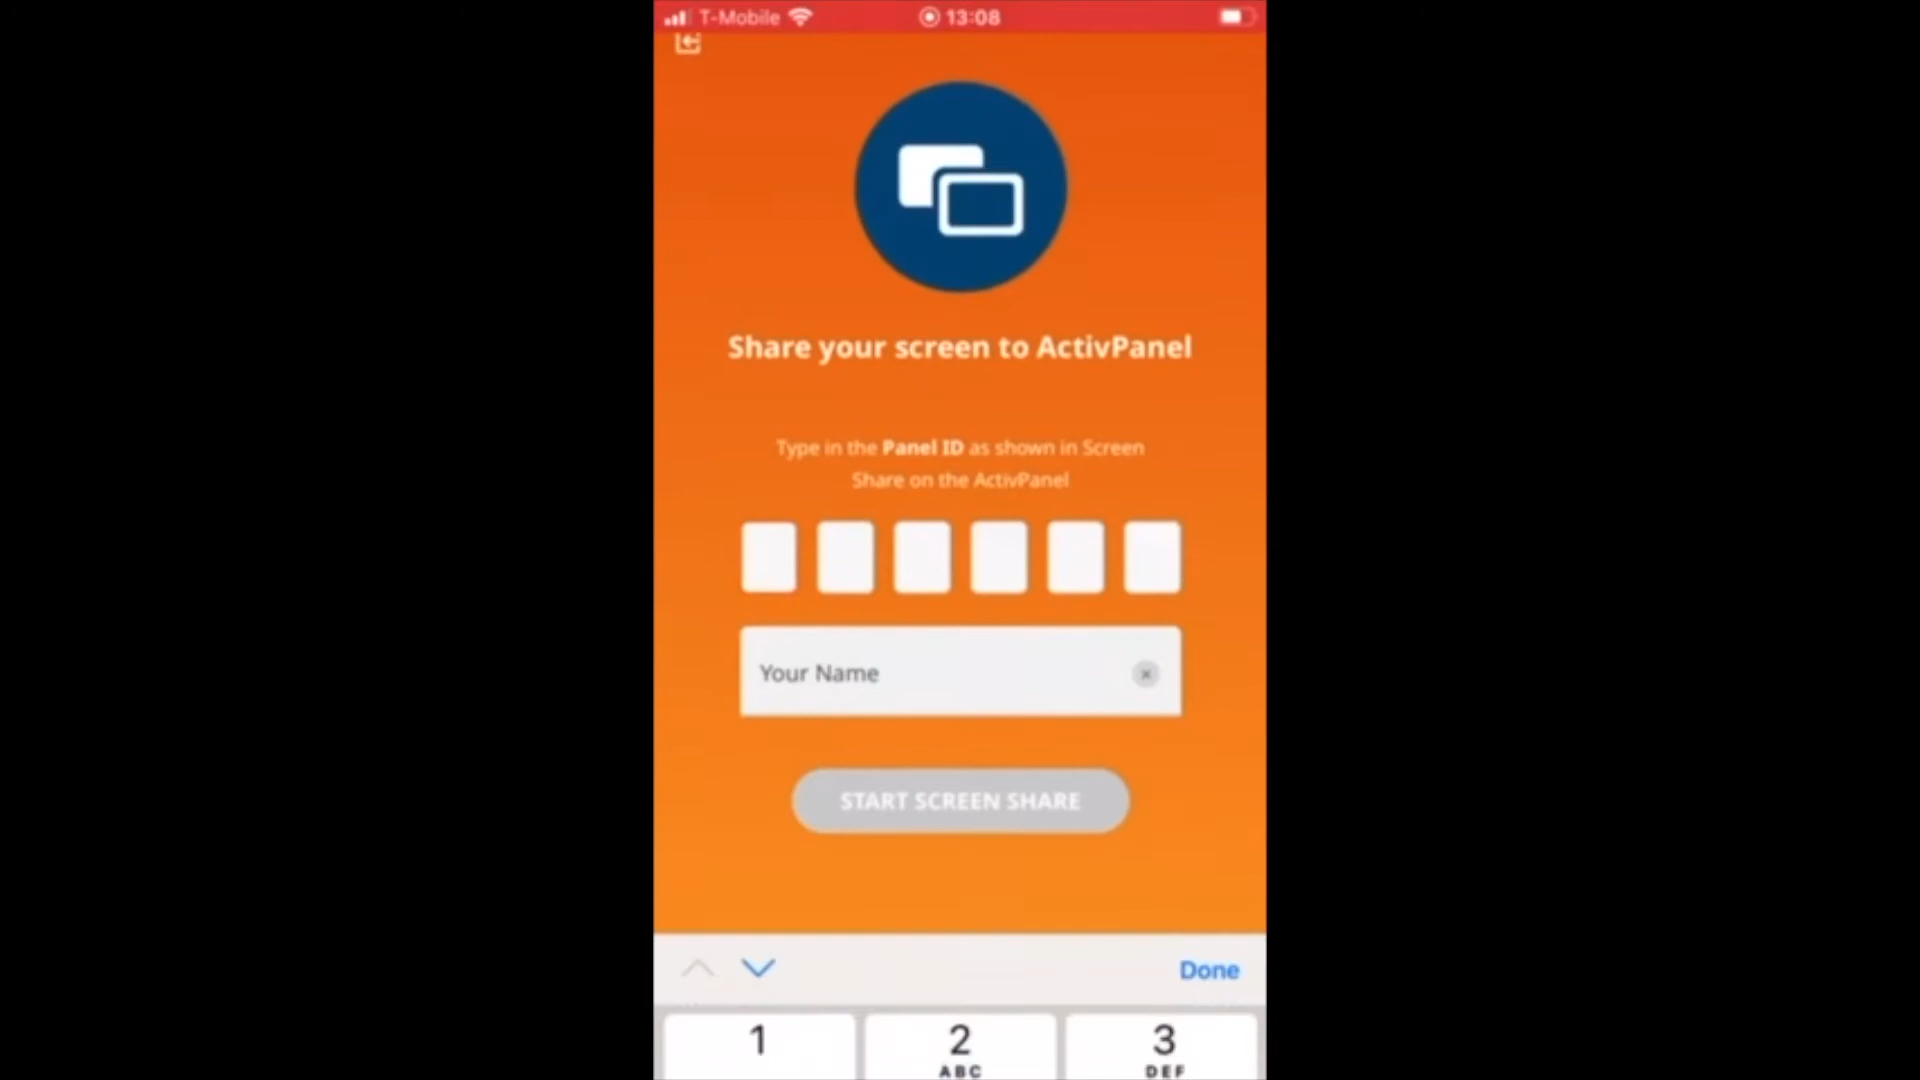 T-Mobile 13:08
Share your screen to ActivPanel
Type in the Panel ID as shown in Screen
Share on the ActivPanel
Your Name
START SCREEN SHARE
Done
1 2 3
ABC DEF